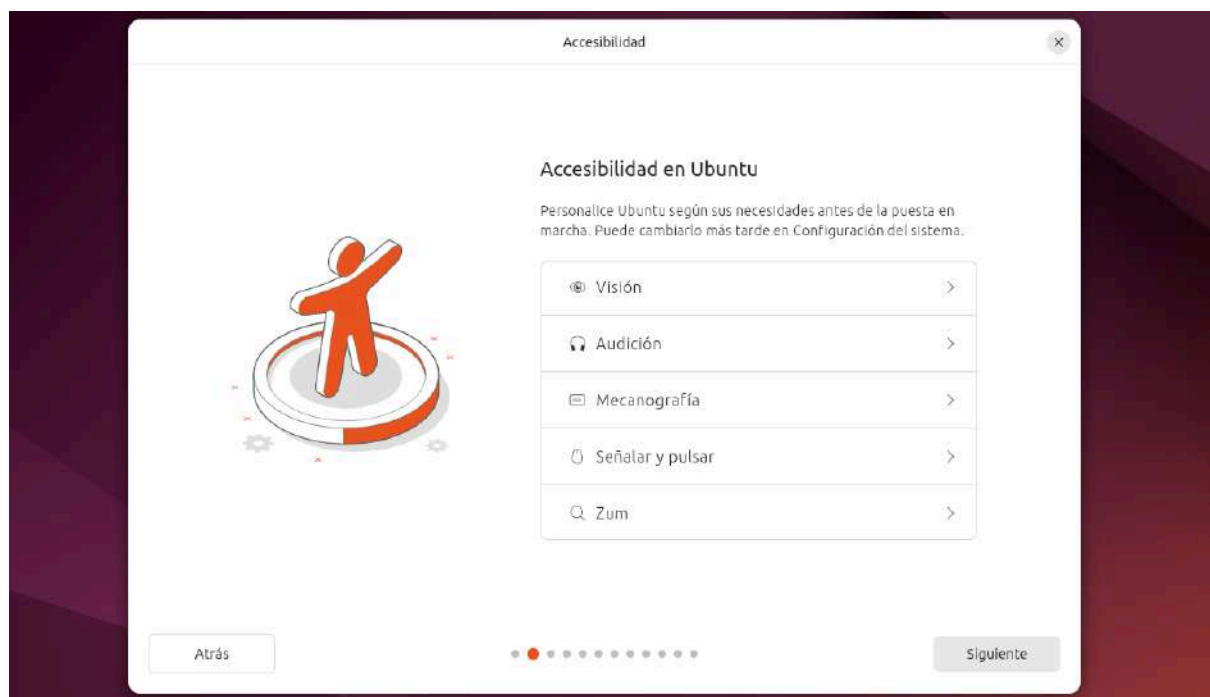 Accesibilidad
Accesibilidad en Ubuntu
Personalice Ubuntu según sus necesidades antes de la puesta en
marcha. Puede cambiarlo más tarde en Configuración del sistema.
Visión
Audición
Mecanografía
Señalar y pulsar
Zum
Atrás
Siguiente